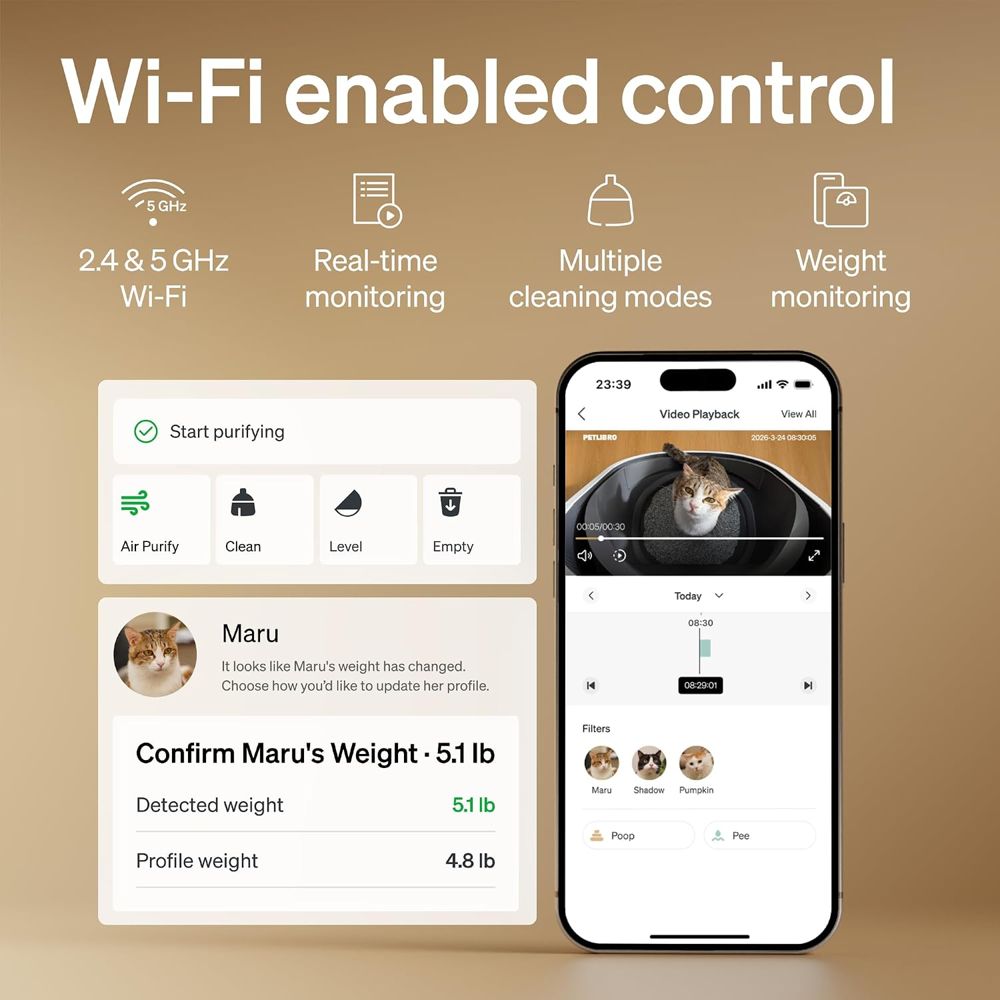 Wi-Fi enabled control
5 GHz
2.4 & 5 GHz
Wi-Fi
Real-time
monitoring
Multiple
cleaning modes
Weight
monitoring
Start purifying
Air Purify
Clean
Level
Empty
Maru
It looks like Maru's weight has changed.
Choose how you'd like to update her profile.
Confirm Maru's Weight · 5.1 lb
Detected weight 5.1 lb
Profile weight 4.8 lb
23:39
Video Playback View All
PETLIBRO 2026-3-24 08:30:05
00:05/00:30
Today
08:30
08:29:01
Filters
Maru Shadow Pumpkin
Poop Pee